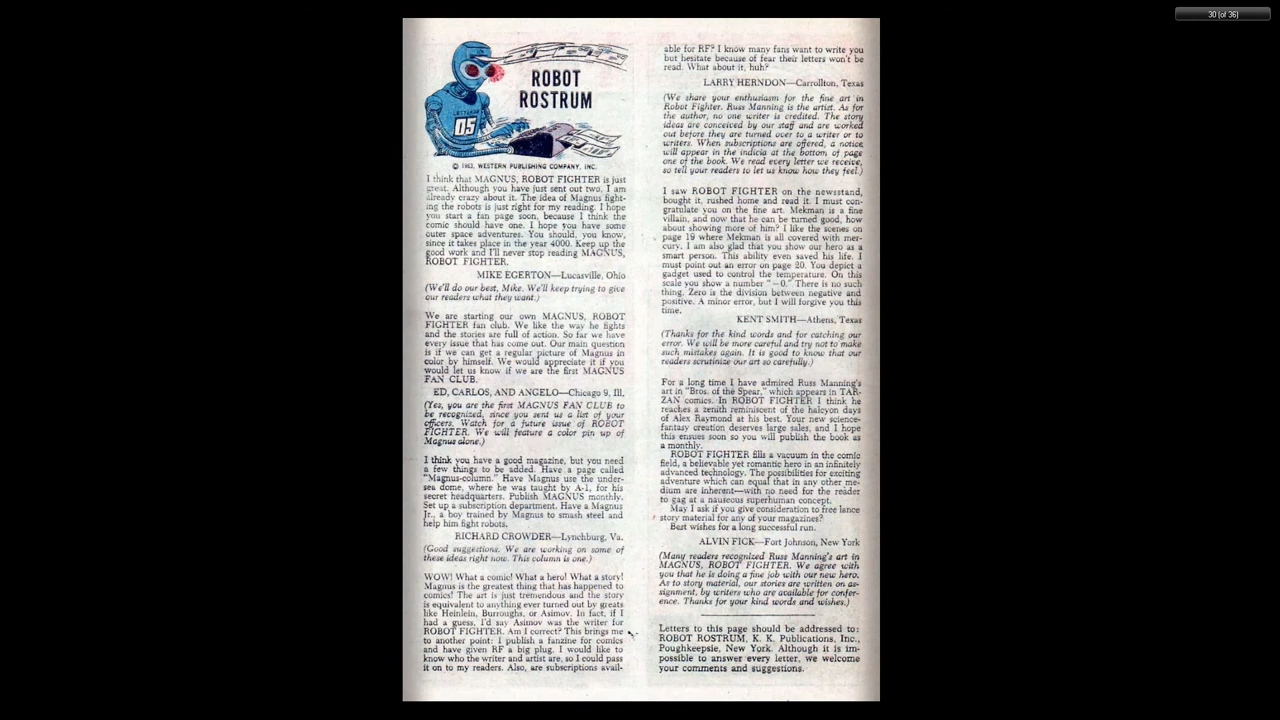 30 (of 36)
ROBOT
ROSTRUM
05
© 1963, WESTERN PUBLISHING COMPANY, INC.
I think that MAGNUS, ROBOT FIGHTER is just
great. Although you have just sent out two, I am
already crazy about it. The idea of Magnus fight-
ing the robots is just right for my reading. I hope
you start a fan page soon, because I think the
comic should have one. I hope you have some
outer space adventures. You should, you know,
since it takes place in the year 4000. Keep up the
good work and I'll never stop reading MAGNUS,
ROBOT FIGHTER.
MIKE EGERTON—Lucasville, Ohio
(We'll do our best, Mike. We'll keep trying to give
our readers what they want.)
We are starting our own MAGNUS, ROBOT
FIGHTER fan club. We like the way he fights
and the stories are full of action. So far we have
every issue that has come out. Our main question
is if we can get a regular picture of Magnus in
color by himself. We would appreciate it if you
would let us know if we are the first MAGNUS
FAN CLUB.
ED, CARLOS, AND ANGELO—Chicago 9, Ill.
(Yes, you are the first MAGNUS FAN CLUB to
be recognized, since you sent us a list of your
officers. Watch for a future issue of ROBOT
FIGHTER. We will feature a color pin up of
Magnus alone.)
I think you have a good magazine, but you need
a few things to be added. Have a page called
"Magnus-column." Have Magnus use the under-
sea dome, where he was taught by A-1, for his
secret headquarters. Publish MAGNUS monthly.
Set up a subscription department. Have a Magnus
Jr., a boy trained by Magnus to smash steel and
help him fight robots.
RICHARD CROWDER—Lynchburg, Va.
(Good suggestions. We are working on some of
these ideas right now. This column is one.)
WOW! What a comic! What a hero! What a story!
Magnus is the greatest thing that has happened to
comics! The art is just tremendous and the story
is equivalent to anything ever turned out by greats
like Heinlein, Burroughs, or Asimov. In fact, if I
had a guess, I'd say Asimov was the writer for
ROBOT FIGHTER. Am I correct? This brings me
to another point: I publish a fanzine for comics
and have given RF a big plug. I would like to
know who the writer and artist are, so I could pass
it on to my readers. Also, are subscriptions avail-
able for RF? I know many fans want to write you
but hesitate because of fear their letters won't be
read. What about it, huh?
LARRY HERNDON—Carrollton, Texas
(We share your enthusiasm for the fine art in
Robot Fighter. Russ Manning is the artist. As for
the author, no one writer is credited. The story
ideas are conceived by our staff and are worked
out before they are turned over to a writer or to
writers. When subscriptions are offered, a notice
will appear in the indicia at the bottom of page
one of the book. We read every letter we receive,
so tell your readers to let us know how they feel.)
I saw ROBOT FIGHTER on the newsstand,
bought it, rushed home and read it. I must con-
gratulate you on the fine art. Mekman is a fine
villain, and now that he can be turned good, how
about showing more of him? I like the scenes on
page 19 where Mekman is all covered with mer-
cury. I am also glad that you show our hero as a
smart person. This ability even saved his life. I
must point out an error on page 20. You depict a
gadget used to control the temperature. On this
scale you show a number "−0." There is no such
thing. Zero is the division between negative and
positive. A minor error, but I will forgive you this
time.
KENT SMITH—Athens, Texas
(Thanks for the kind words and for catching our
error. We will be more careful and try not to make
such mistakes again. It is good to know that our
readers scrutinize our art so carefully.)
For a long time I have admired Russ Manning's
art in "Bros. of the Spear," which appears in TAR-
ZAN comics. In ROBOT FIGHTER I think he
reaches a zenith reminiscent of the halcyon days
of Alex Raymond at his best. Your new science-
fantasy creation deserves large sales, and I hope
this ensues soon so you will publish the book as
a monthly.
ROBOT FIGHTER fills a vacuum in the comic
field, a believable yet romantic hero in an infinitely
advanced technology. The possibilities for exciting
adventure which can equal that in any other me-
dium are inherent—with no need for the reader
to gag at a nauseous superhuman concept.
May I ask if you give consideration to free lance
story material for any of your magazines?
Best wishes for a long successful run.
ALVIN FICK—Fort Johnson, New York
(Many readers recognized Russ Manning's art in
MAGNUS, ROBOT FIGHTER. We agree with
you that he is doing a fine job with our new hero.
As to story material, our stories are written on as-
signment, by writers who are available for confer-
ence. Thanks for your kind words and wishes.)
Letters to this page should be addressed to:
ROBOT ROSTRUM, K. K. Publications, Inc.,
Poughkeepsie, New York. Although it is im-
possible to answer every letter, we welcome
your comments and suggestions.